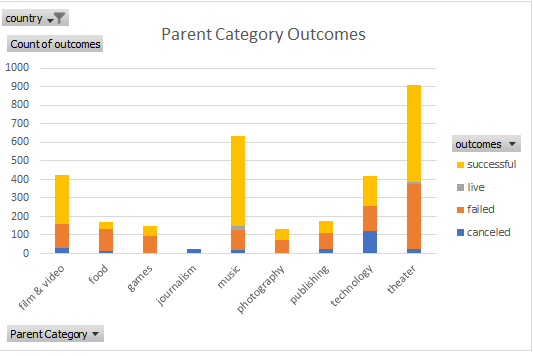 country
Count of outcomes
Parent Category Outcomes
1000
900
800
700
600
500
400
300
200
100
0
film & video
food
games
journalism
music
photography
publishing
technology
theater
outcomes
successful
live
failed
canceled
Parent Category